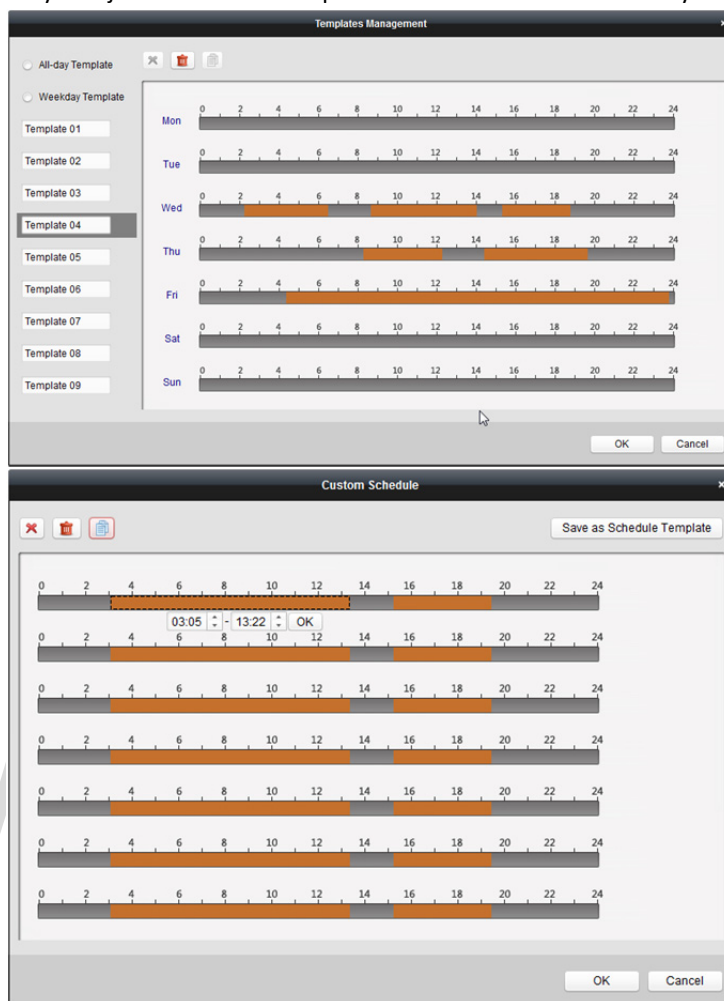 Templates Management
×
All-day Template
Weekday Template
Template 01
Template 02
Template 03
Template 04
Template 05
Template 06
Template 07
Template 08
Template 09
0 2 4 6 8 10 12 14 16 18 20 22 24
Mon
0 2 4 6 8 10 12 14 16 18 20 22 24
Tue
0 2 4 6 8 10 12 14 16 18 20 22 24
Wed
0 2 4 6 8 10 12 14 16 18 20 22 24
Thu
0 2 4 6 8 10 12 14 16 18 20 22 24
Fri
0 2 4 6 8 10 12 14 16 18 20 22 24
Sat
0 2 4 6 8 10 12 14 16 18 20 22 24
Sun
OK Cancel
Custom Schedule
×
Save as Schedule Template
0 2 4 6 8 10 12 14 16 18 20 22 24
03:05 - 13:22 OK
0 2 4 6 8 10 12 14 16 18 20 22 24
0 2 4 6 8 10 12 14 16 18 20 22 24
0 2 4 6 8 10 12 14 16 18 20 22 24
0 2 4 6 8 10 12 14 16 18 20 22 24
0 2 4 6 8 10 12 14 16 18 20 22 24
0 2 4 6 8 10 12 14 16 18 20 22 24
OK Cancel